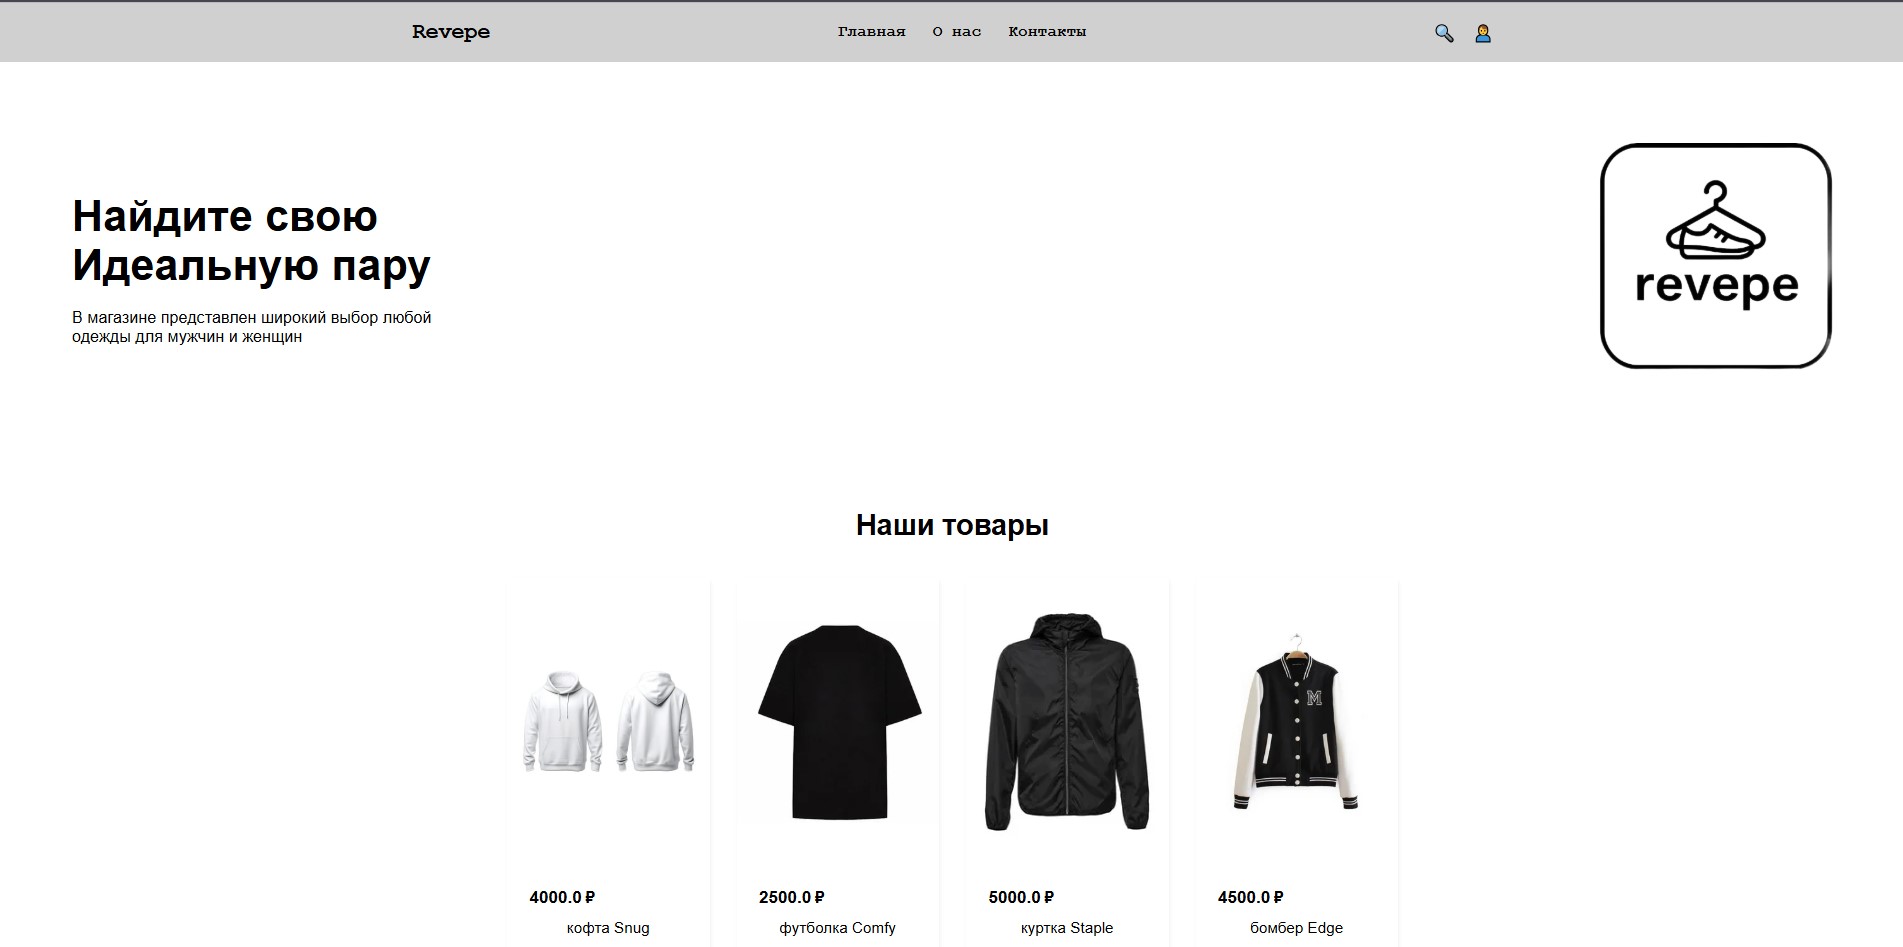 Revepe
Главная О нас Контакты
Найдите свою
Идеальную пару
В магазине представлен широкий выбор любой
одежды для мужчин и женщин
revepe
Наши товары
M
4000.0 ₽
кофта Snug
2500.0 ₽
футболка Comfy
5000.0 ₽
куртка Staple
4500.0 ₽
бомбер Edge